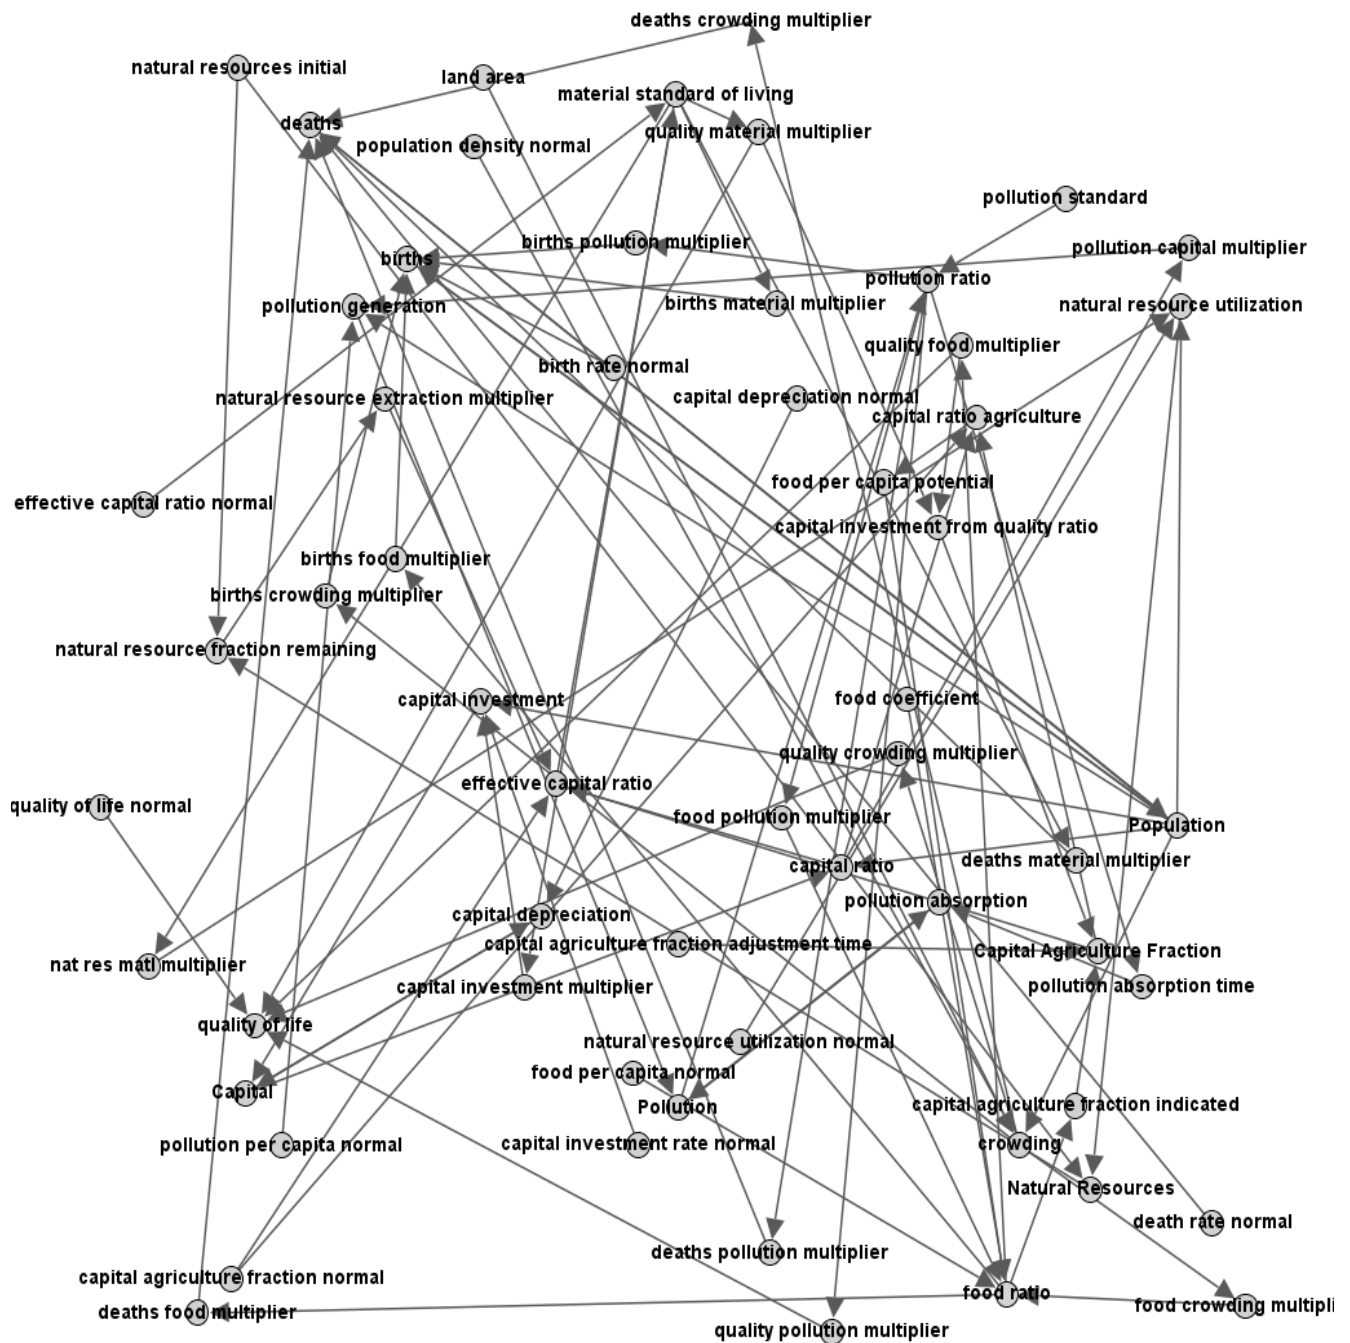 deaths crowding multiplier
natural resources initial
land area
material standard of living
deaths
quality material multiplier
population density normal
pollution standard
births pollution multiplier
pollution capital multiplier
births
pollution ratio
pollution generation
births material multiplier
natural resource utilization
quality food multiplier
birth rate normal
natural resource extraction multiplier
capital depreciation normal
capital ratio agriculture
food per capita potential
effective capital ratio normal
capital investment from quality ratio
births food multiplier
births crowding multiplier
natural resource fraction remaining
capital investment
food coefficient
quality crowding multiplier
effective capital ratio
quality of life normal
food pollution multiplier
Population
capital ratio
deaths material multiplier
pollution absorption
capital depreciation
capital agriculture fraction adjustment time
Capital Agriculture Fraction
nat res matl multiplier
capital investment multiplier
pollution absorption time
quality of life
natural resource utilization normal
food per capita normal
Capital
Pollution
capital agriculture fraction indicated
pollution per capita normal
capital investment rate normal
crowding
Natural Resources
death rate normal
deaths pollution multiplier
capital agriculture fraction normal
food ratio
deaths food multiplier
food crowding multipli
quality pollution multiplier